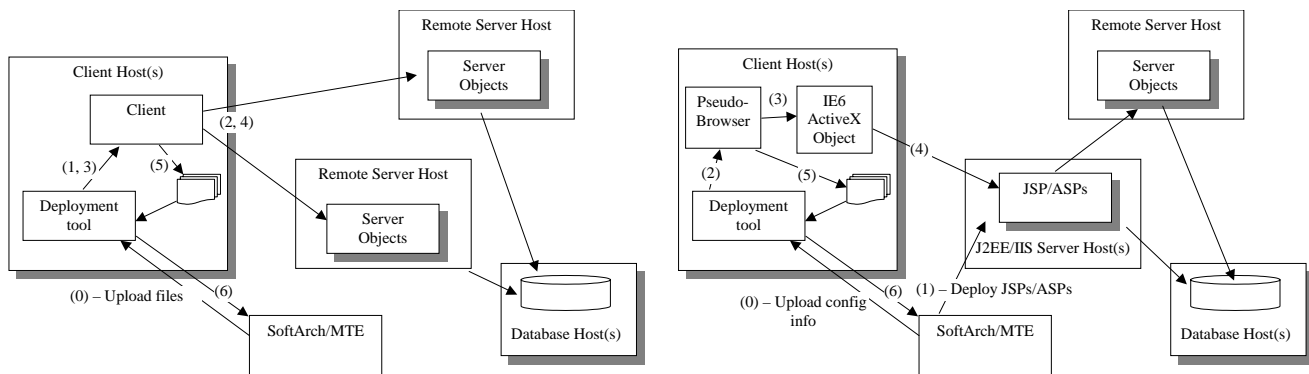 Remote Server Host
Server
Objects
Client Host(s)
Client
(2, 4)
(1, 3)
(5)
Deployment
tool
Remote Server Host
Server
Objects
(0) – Upload files
(6)
SoftArch/MTE
Database Host(s)
Remote Server Host
Server
Objects
Client Host(s)
Pseudo-
Browser
(3)
IE6
ActiveX
Object
(4)
(2)
(5)
Deployment
tool
JSP/ASPs
J2EE/IIS Server Host(s)
(0) – Upload config
info
(6)
(1) – Deploy JSPs/ASPs
SoftArch/MTE
Database Host(s)